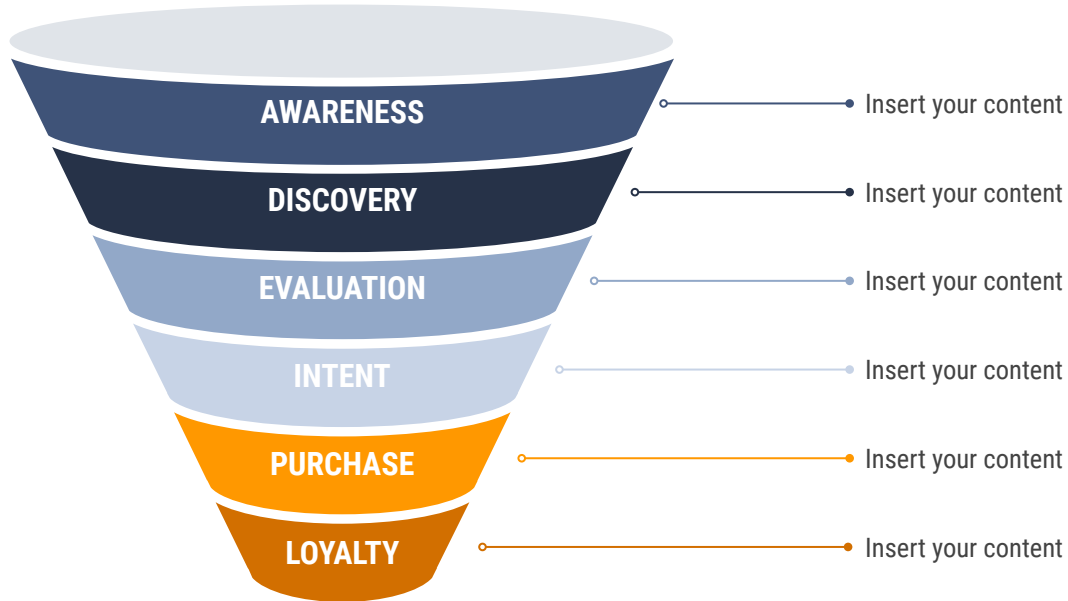 AWARENESS
Insert your content
DISCOVERY
Insert your content
EVALUATION
Insert your content
INTENT
Insert your content
PURCHASE
Insert your content
LOYALTY
Insert your content